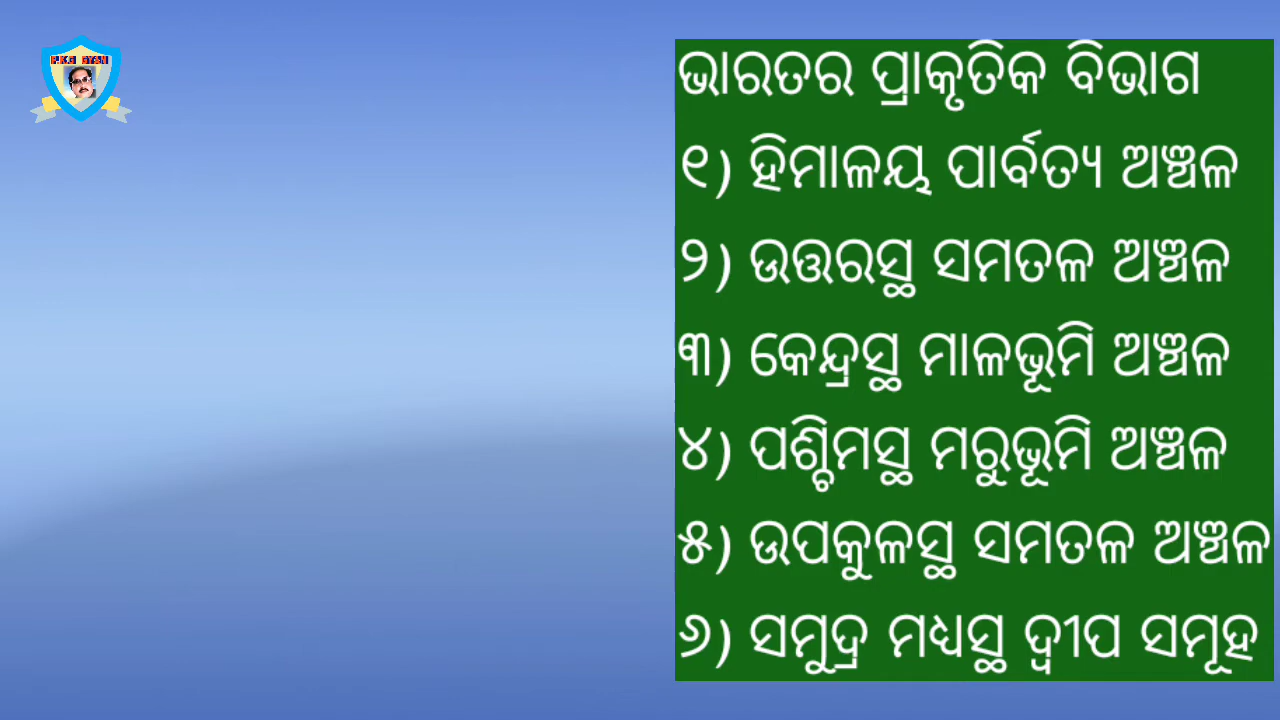 P.K.G GYAN
ଭାରତର ପ୍ରାକୃତିକ ବିଭାଗ
୧) ହିମାଳୟ ପାର୍ବତ୍ୟ ଅଞ୍ଚଳ
୨) ଉତ୍ତରସ୍ଥ ସମତଳ ଅଞ୍ଚଳ
୩) କେନ୍ଦ୍ରସ୍ଥ ମାଳଭୂମି ଅଞ୍ଚଳ
୪) ପଶ୍ଚିମସ୍ଥ ମରୁଭୂମି ଅଞ୍ଚଳ
୫) ଉପକୁଳସ୍ଥ ସମତଳ ଅଞ୍ଚଳ
୬) ସମୁଦ୍ର ମଧ୍ୟସ୍ଥ ଦ୍ୱୀପ ସମୂହ